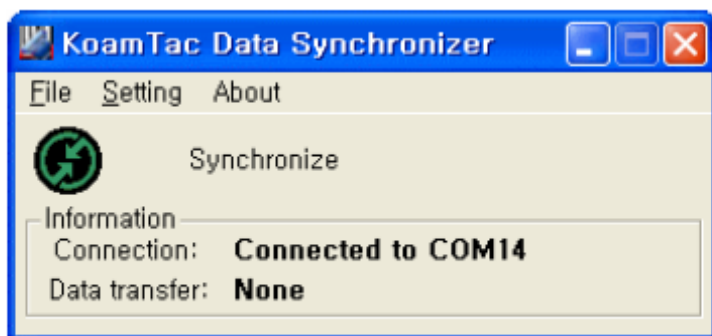 KoamTac Data Synchronizer
File Setting About
Synchronize
Information
Connection: Connected to COM14
Data transfer: None